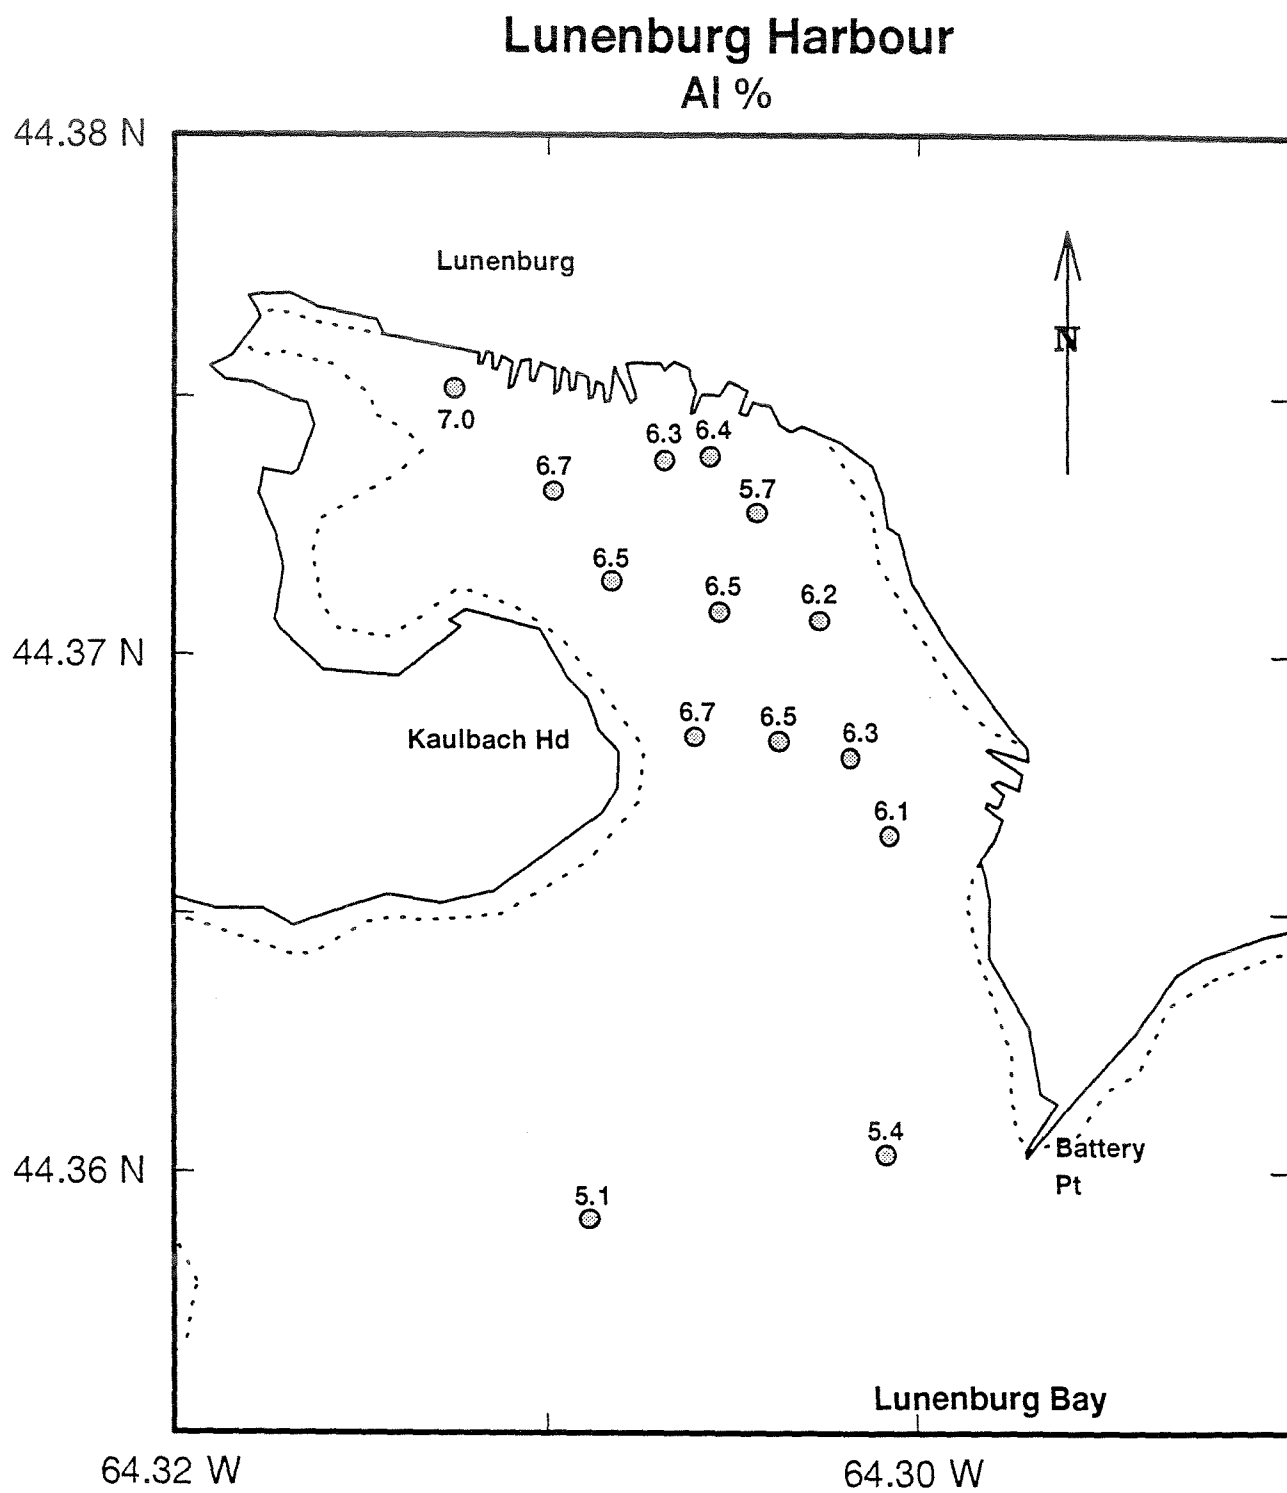 Lunenburg Harbour
Al %
44.38 N
Lunenburg
N
7.0
6.3
6.4
6.7
5.7
6.5
6.5
6.2
44.37 N
6.7
6.5
6.3
Kaulbach Hd
6.1
5.4
Battery
44.36 N
Pt
5.1
Lunenburg Bay
64.32 W
64.30 W